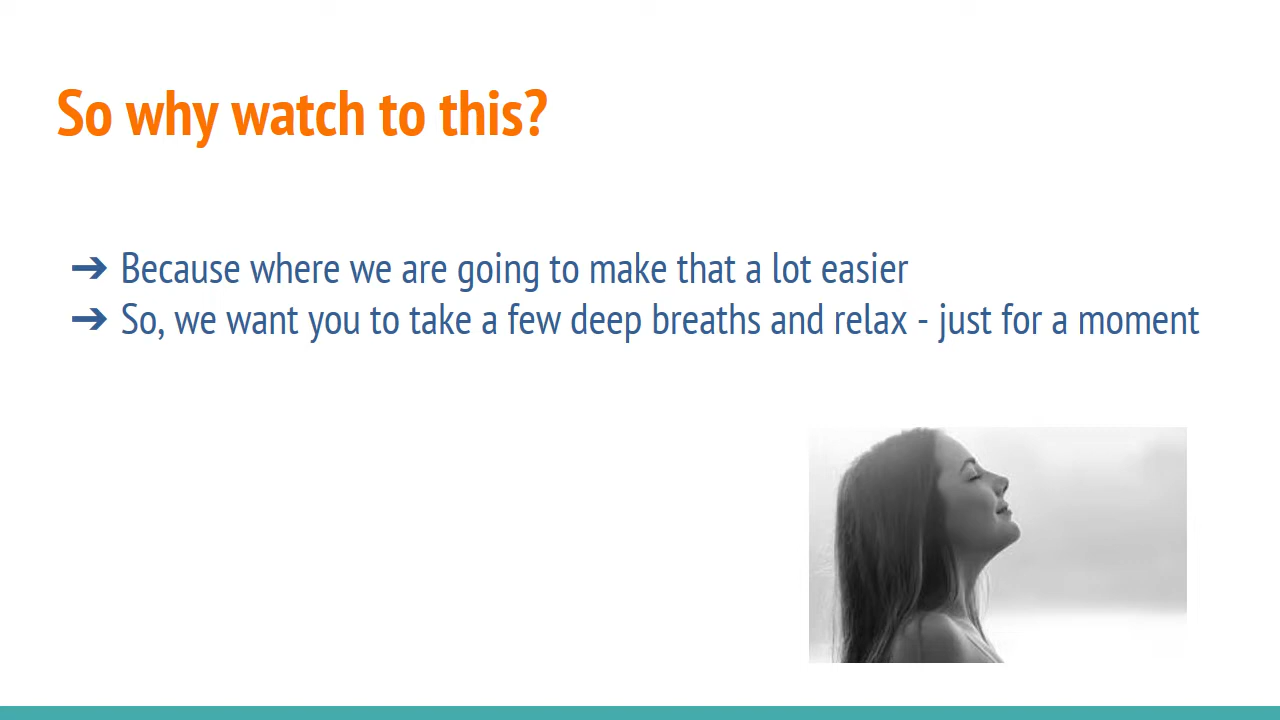 So why watch to this?
➔ Because where we are going to make that a lot easier
➔ So, we want you to take a few deep breaths and relax - just for a moment